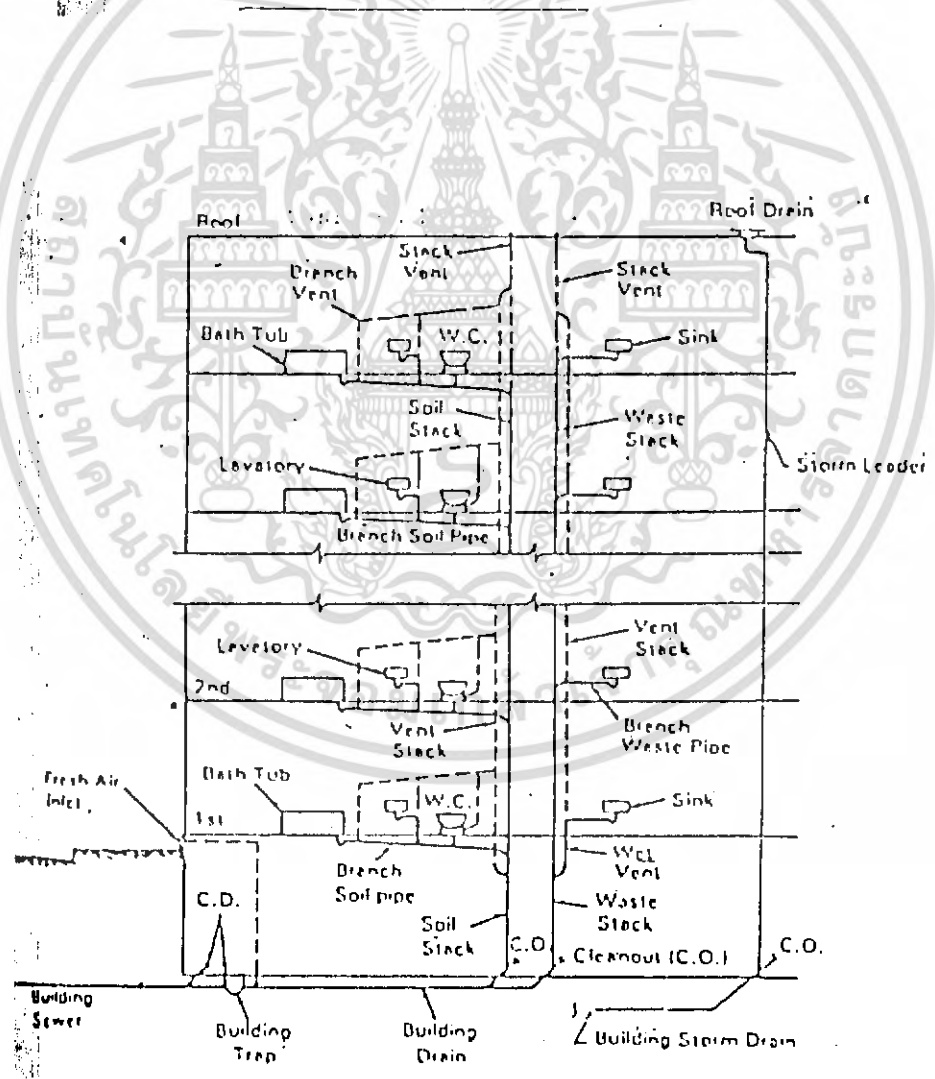 Roof
Roof Drain
Stack
Vent
Branch
Vent
Stack
Vent
Bath Tub
W.C.
Sink
Soil
Stack
Waste
Stack
Lavatory
Storm Leader
Branch Soil Pipe
Lavatory
Vent
Stack
2nd
Vent
Stack
Branch
Waste Pipe
Fresh Air
Inlet
Bath Tub
W.C.
Sink
1st
Branch
Soil pipe
Wet
Vent
C.O.
Soil
Stack
Waste
Stack
C.O.
Cleanout (C.O.)
C.O.
Building
Sewer
Building
Trap
Building
Drain
Building Storm Drain